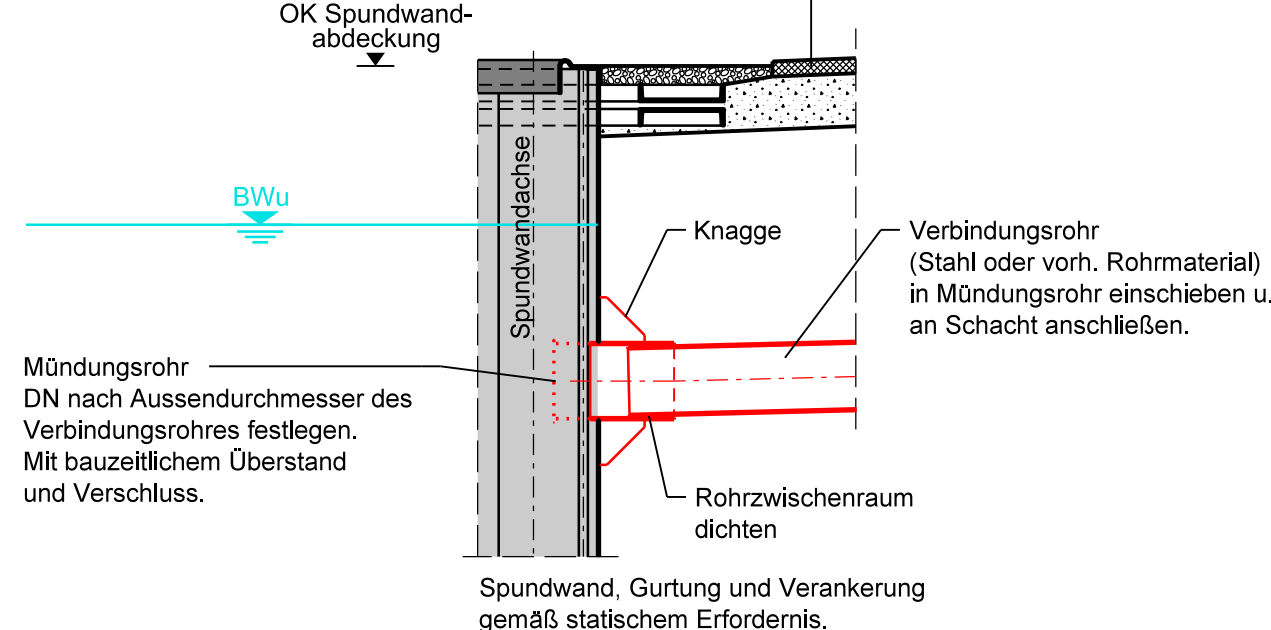 OK Spundwand-
abdeckung
BWu
Spundwandachse
Knagge
Verbindungsrohr
(Stahl oder vorh. Rohrmaterial)
in Mündungsrohr einschieben u.
an Schacht anschließen.
Mündungsrohr
DN nach Aussendurchmesser des
Verbindungsrohres festlegen.
Mit bauzeitlichem Überstand
und Verschluss.
Rohrzwischenraum
dichten
Spundwand, Gurtung und Verankerung
gemäß statischem Erfordernis.